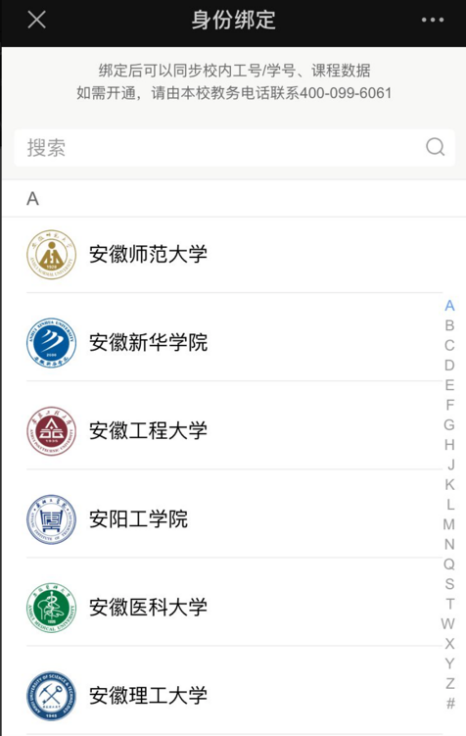 身份绑定
绑定后可以同步校内工号/学号、课程数据
如需开通，请由本校教务电话联系400-099-6061
搜索
A
安徽师范大学
安徽新华学院
安徽工程大学
安阳工学院
安徽医科大学
安徽理工大学
A
B
C
D
E
F
G
H
J
K
L
M
N
Q
S
T
W
X
Y
Z
#